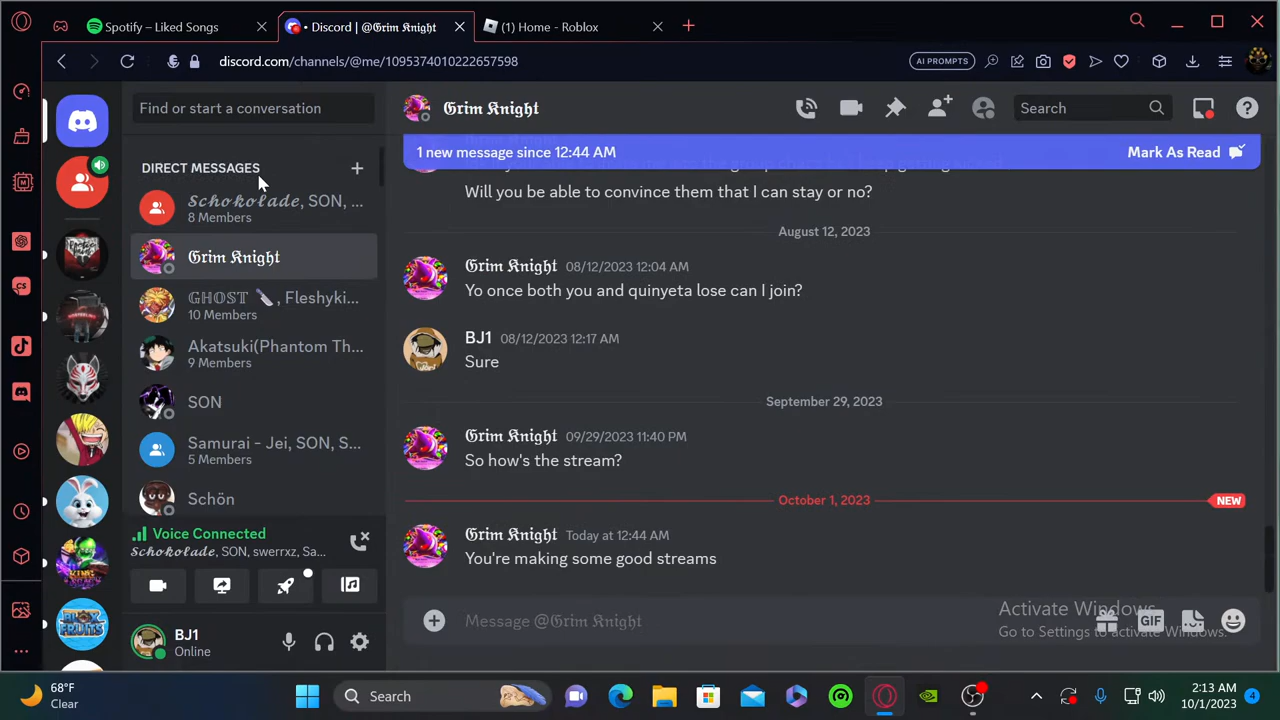 Spotify – Liked Songs
• Discord | @Grim Knight
(1) Home - Roblox
discord.com/channels/@me/1095374010222657598
AI PROMPTS
Find or start a conversation
𝕲rim 𝕶night
Search
1 new message since 12:44 AM
Mark As Read
DIRECT MESSAGES
𝓢𝓬𝓱𝓸𝓴𝓸𝓵𝓪𝓭𝓮, SON, ...
8 Members
𝕲rim 𝕶night
𝔾ℍ𝕆𝕊𝕋 🔪, Fleshyki...
10 Members
Akatsuki(Phantom Th...
9 Members
SON
Samurai - Jei, SON, S...
5 Members
Schön
Voice Connected
𝓢𝓬𝓱𝓸𝓴𝓸𝓵𝓪𝓭𝓮, SON, swerrxz, Sa...
BJ1
Online
Will you be able to convince them that I can stay or no?
August 12, 2023
𝕲rim 𝕶night 08/12/2023 12:04 AM
Yo once both you and quinyeta lose can I join?
BJ1 08/12/2023 12:17 AM
Sure
September 29, 2023
𝕲rim 𝕶night 09/29/2023 11:40 PM
So how's the stream?
October 1, 2023
NEW
𝕲rim 𝕶night Today at 12:44 AM
You're making some good streams
Message @𝕲rim 𝕶night
GIF
Activate Windows
Go to Settings to activate Windows.
68°F
Clear
Search
2:13 AM
10/1/2023
4